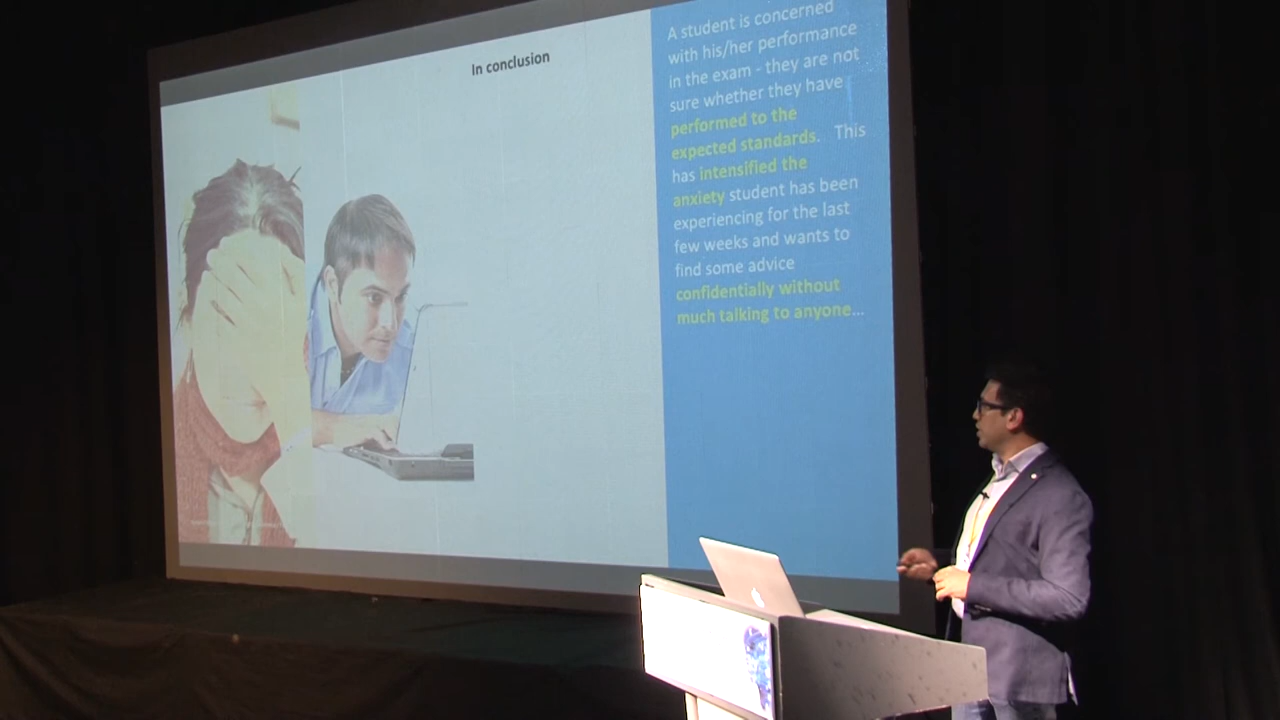 In conclusion
A student is concerned
with his/her performance
in the exam - they are not
sure whether they have
performed to the
expected standards. This
has intensified the
anxiety student has been
experiencing for the last
few weeks and wants to
find some advice
confidentially without
much talking to anyone...